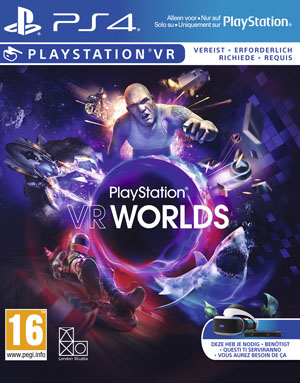 PS4
Alleen voor • Nur auf
Solo su • Uniquement sur
PlayStation®
PLAYSTATION®VR
VEREIST • ERFORDERLICH
RICHIEDE • REQUIS
PlayStation®
VR WORLDS
16
www.pegi.info
London Studio
DEZE HEB JE NODIG • BENÖTIGT
• QUESTI TI SERVIRANNO
• VOUS AUREZ BESOIN DE ÇA